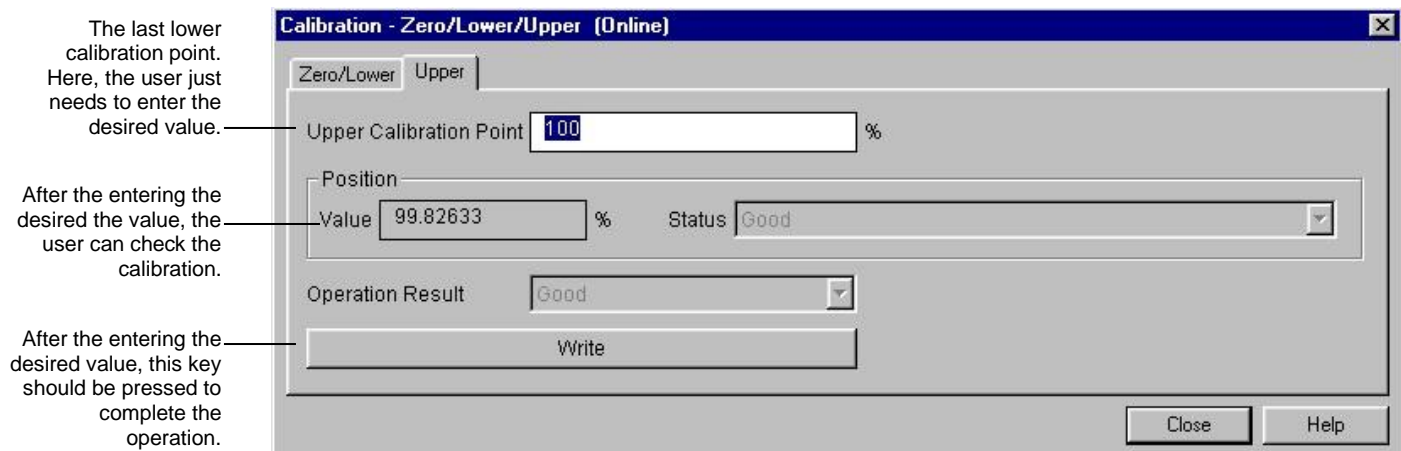 The last lower
calibration point.
Here, the user just
needs to enter the
desired value.
After the entering the
desired the value, the
user can check the
calibration.
After the entering the
desired value, this key
should be pressed to
complete the
operation.
Calibration - Zero/Lower/Upper (Online)
Zero/Lower Upper
Upper Calibration Point 100 %
Position
Value 99.82633 % Status Good
Operation Result Good
Write
Close Help